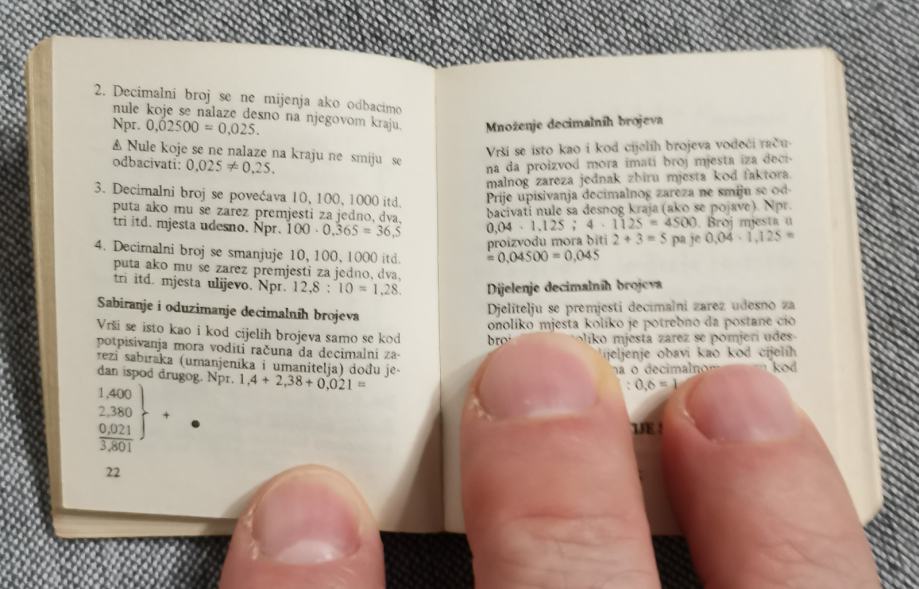 2. Decimalni broj se ne mijenja ako odbacimo
nule koje se nalaze desno na njegovom kraju.
Npr. 0,02500 = 0,025.
⚠ Nule koje se ne nalaze na kraju ne smiju se
odbacivati: 0,025 ≠ 0,25.
3. Decimalni broj se povećava 10, 100, 1000 itd.
puta ako mu se zarez premjesti za jedno, dva,
tri itd. mjesta udesno. Npr. 100 · 0,365 = 36,5
4. Decimalni broj se smanjuje 10, 100, 1000 itd.
puta ako mu se zarez premjesti za jedno, dva,
tri itd. mjesta ulijevo. Npr. 12,8 : 10 = 1,28.
Sabiranje i oduzimanje decimalnih brojeva
Vrši se isto kao i kod cijelih brojeva samo se kod
potpisivanja mora voditi računa da decimalni za-
rezi sabiraka (umanjenika i umanitelja) dođu je-
dan ispod drugog. Npr. 1,4 + 2,38 + 0,021 =
1,400
2,380 +
0,021
3,801
22
Množenje decimalnih brojeva
Vrši se isto kao i kod cijelih brojeva vodeći raču-
na da proizvod mora imati broj mjesta iza deci-
malnog zareza jednak zbiru mjesta kod faktora.
Prije upisivanja decimalnog zareza ne smiju se od-
bacivati nule sa desnog kraja (ako se pojave). Npr.
0,04 · 1,125 ; 4 · 1125 = 4500. Broj mjesta u
proizvodu mora biti 2 + 3 = 5 pa je 0,04 · 1,125 =
= 0,04500 = 0,045
Dijelenje decimalnih brojeva
Djelitelju se premjesti decimalni zarez udesno za
onoliko mjesta koliko je potrebno da postane cio
mjesta zarez se pomjeri udes-
obavi kao kod cijelih
o kod
: 0,6 =